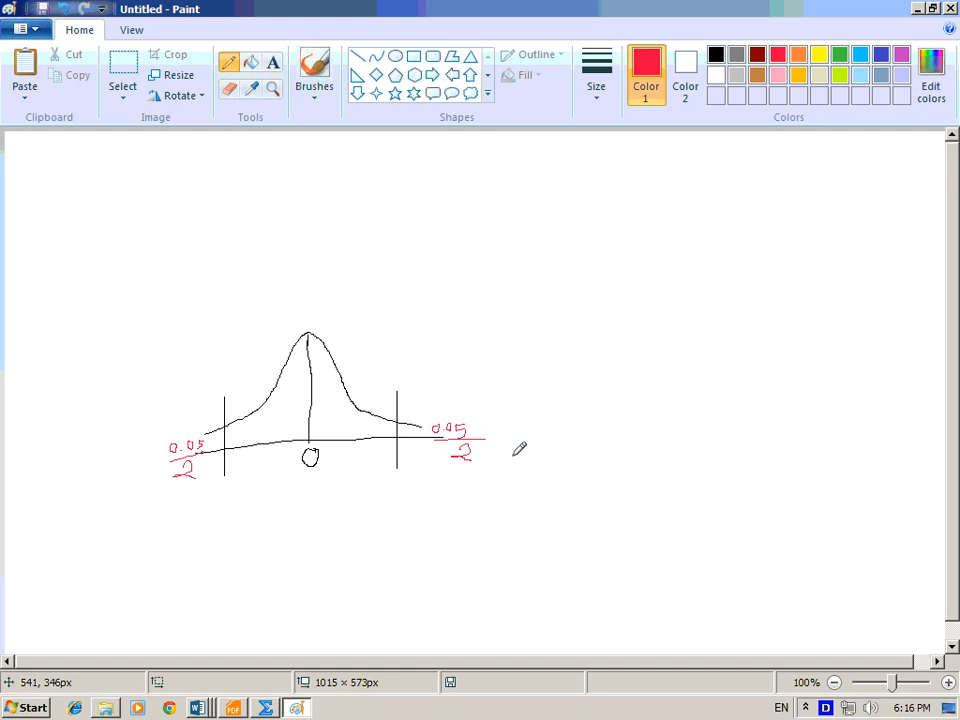 Untitled - Paint
Home View
Paste
Cut
Copy
Clipboard
Select
Crop
Resize
Rotate
Image
A
Tools
Brushes
Outline
Fill
Shapes
Size
Color 1
Color 2
Edit colors
Colors
0.05
2
0
0.05
2
541, 346px
1015 × 573px
100%
Start
EN
D
6:16 PM